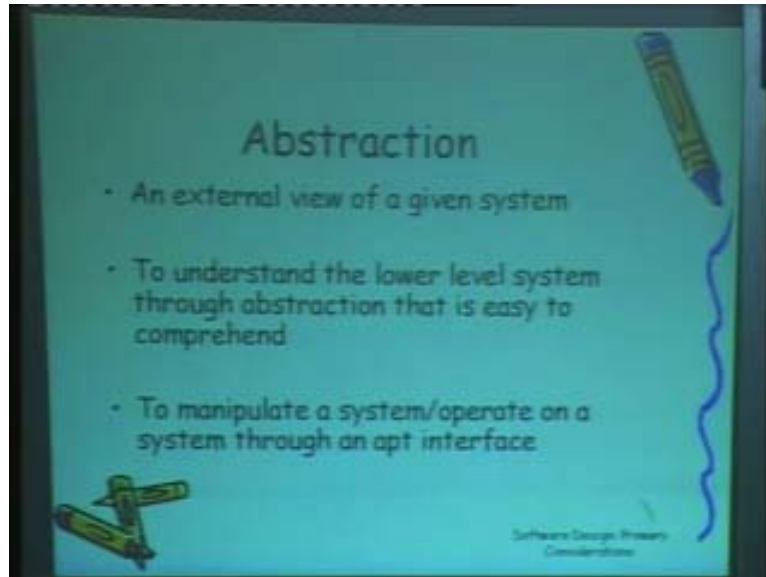 Abstraction
· An external view of a given system
· To understand the lower level system
through abstraction that is easy to
comprehend
· To manipulate a system/operate on a
system through an apt interface
Software Design Primary
Considerations